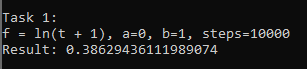 Task 1:
f = ln(t + 1), a=0, b=1, steps=10000
Result: 0.38629436111989074